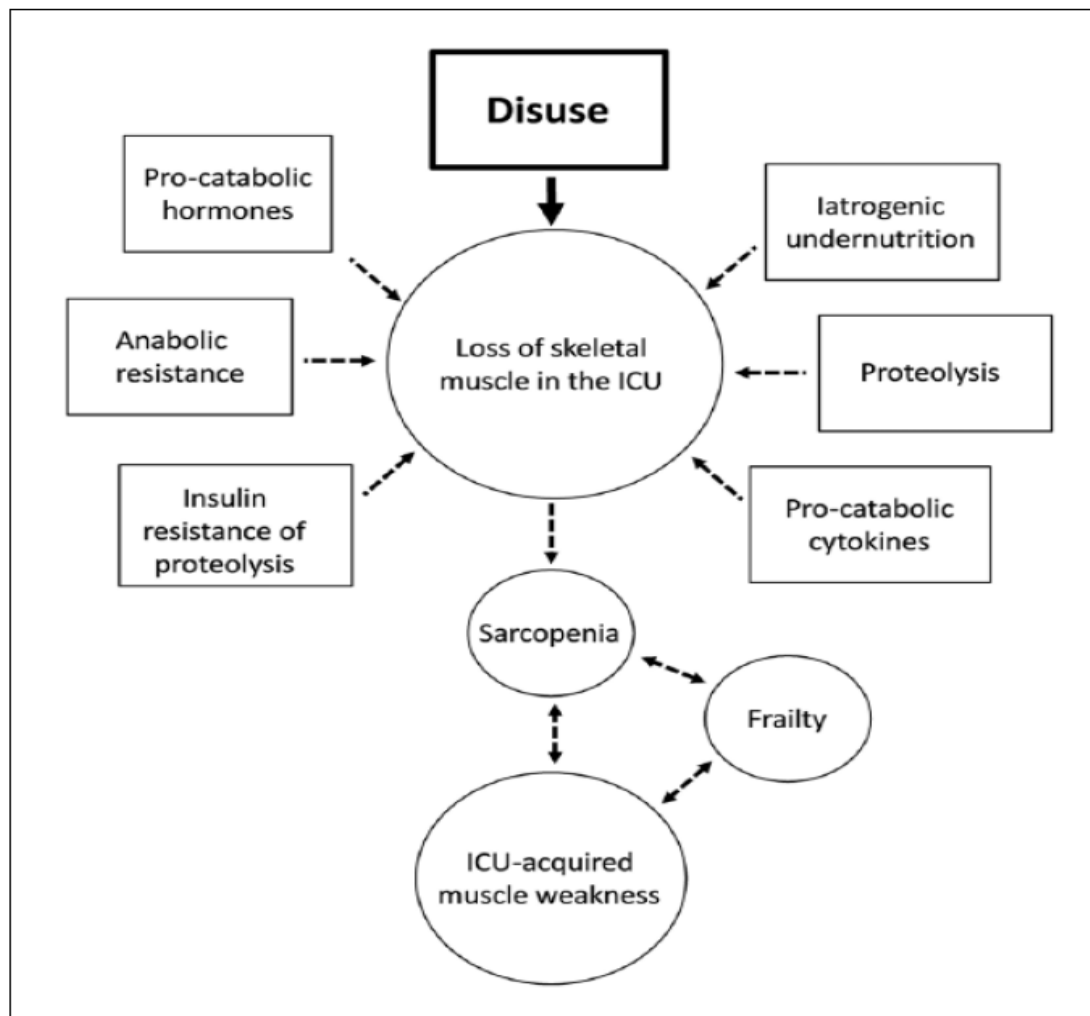 Disuse
Pro-catabolic
hormones
Iatrogenic
undernutrition
Anabolic
resistance
Loss of skeletal
muscle in the ICU
Proteolysis
Insulin
resistance of
proteolysis
Pro-catabolic
cytokines
Sarcopenia
Frailty
ICU-acquired
muscle weakness